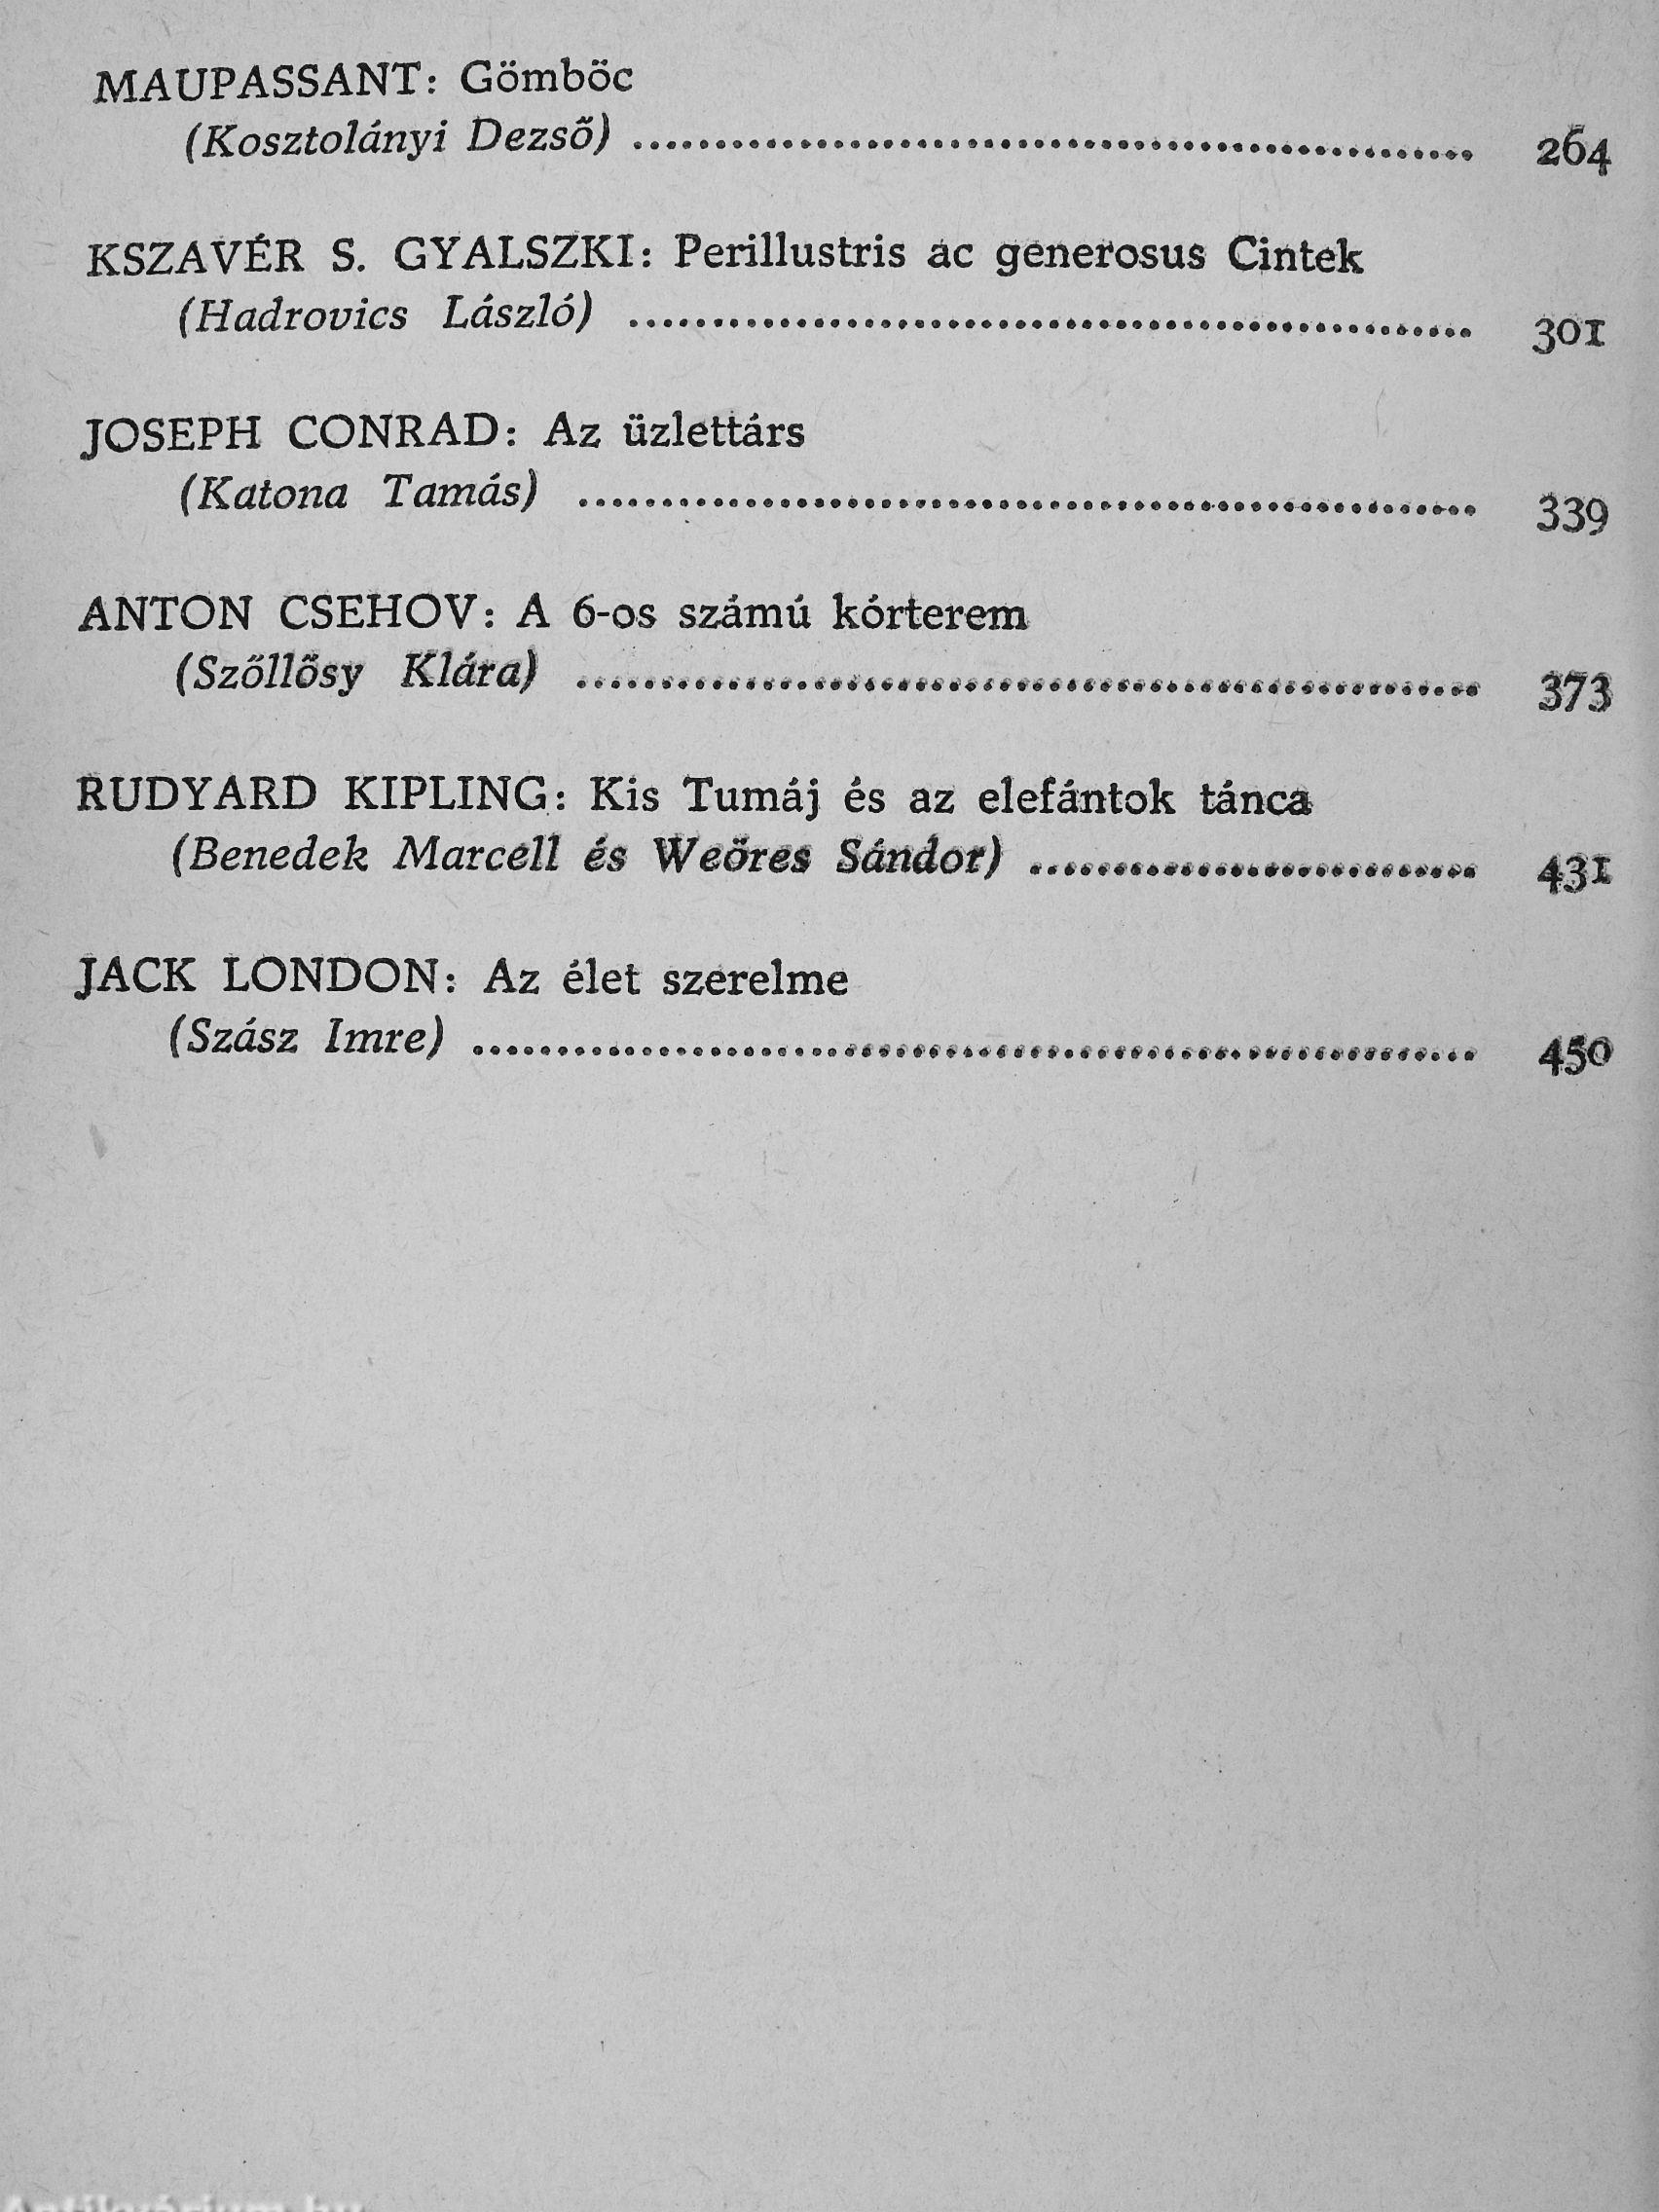 MAUPASSANT: Gömböc
(Kosztolányi Dezső) .................................................. 264
KSZAVÉR S. GYALSZKI: Perillustris ac generosus Cintek
(Hadrovics László) .................................................. 301
JOSEPH CONRAD: Az üzlettárs
(Katona Tamás) .................................................. 339
ANTON CSEHOV: A 6-os számú kórterem
(Szőllősy Klára) .................................................. 373
RUDYARD KIPLING: Kis Tumáj és az elefántok tánca
(Benedek Marcell és Weöres Sándor) ........................... 431
JACK LONDON: Az élet szerelme
(Szász Imre) .................................................. 450